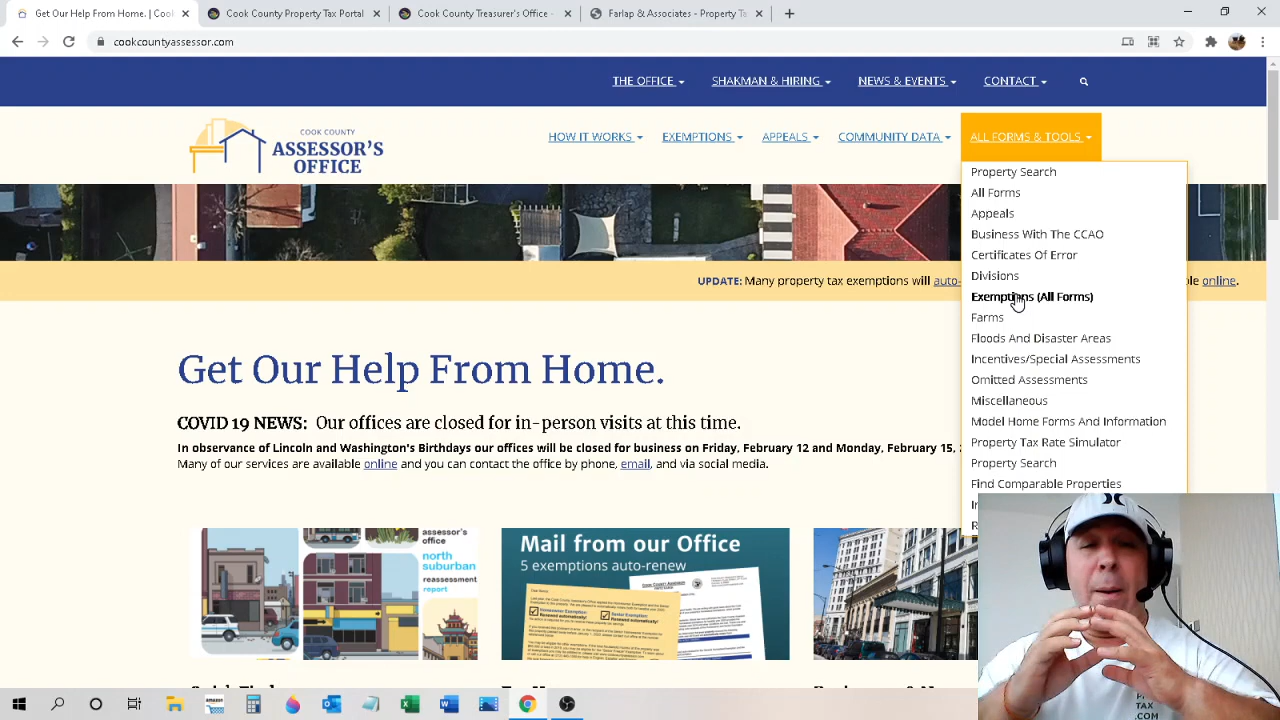 Get Our Help From Home. | C
Cook County Property Tax Portal
Cook County Treasurer's Office -
Farlap & Associates - Property Ta
cookcountyassessor.com
THE OFFICE
SHAKMAN & HIRING
NEWS & EVENTS
CONTACT
COOK COUNTY
ASSESSOR'S
OFFICE
HOW IT WORKS
EXEMPTIONS
APPEALS
COMMUNITY DATA
ALL FORMS & TOOLS
Property Search
All Forms
Appeals
Business With The CCAO
Certificates Of Error
Divisions
Exemptions (All Forms)
Farms
Floods And Disaster Areas
Incentives/Special Assessments
Omitted Assessments
Miscellaneous
Model Home Forms And Information
Property Tax Rate Simulator
Property Search
Find Comparable Properties
UPDATE: Many property tax exemptions will auto-
le online.
Get Our Help From Home.
COVID 19 NEWS: Our offices are closed for in-person visits at this time.
In observance of Lincoln and Washington's Birthdays our offices will be closed for business on Friday, February 12 and Monday, February 15,
Many of our services are available online and you can contact the office by phone, email, and via social media.
assessor's
office
north
suburban
reassessment
report
Mail from our Office
5 exemptions auto-renew
TAX
.COM